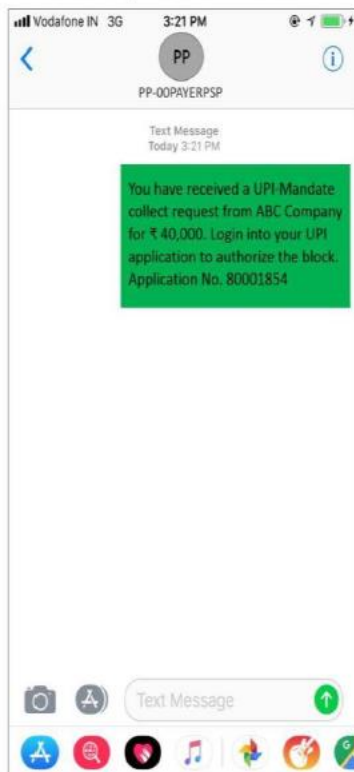 Vodafone IN 3G 3:21 PM
PP
PP-00PAYERPSP
Text Message
Today 3:21 PM
You have received a UPI-Mandate
collect request from ABC Company
for ₹ 40,000. Login into your UPI
application to authorize the block.
Application No. 80001854
Text Message